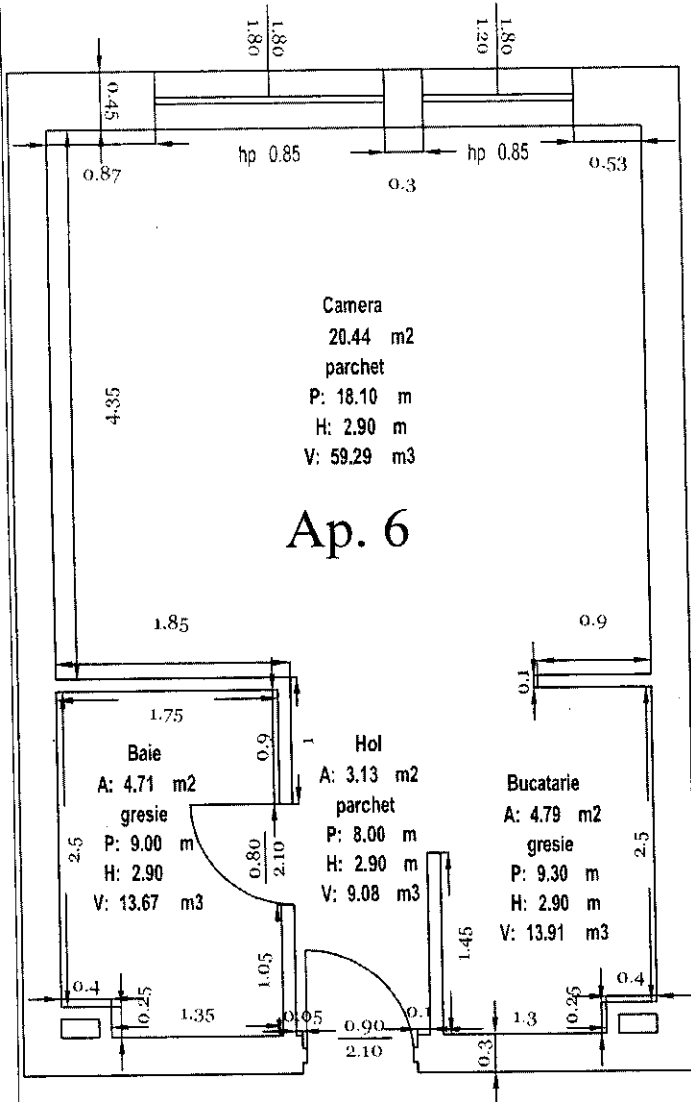 1.80
1.80
1.20
1.80
0.45
hp 0.85
hp 0.85
0.87
0.3
0.53
Camera
20.44 m2
parchet
P: 18.10 m
H: 2.90 m
V: 59.29 m3
4.35
Ap. 6
1.85
0.9
0.1
1.75
0.9
1
Baie
A: 4.71 m2
gresie
P: 9.00 m
H: 2.90
V: 13.67 m3
2.5
0.80
2.10
Hol
A: 3.13 m2
parchet
P: 8.00 m
H: 2.90 m
V: 9.08 m3
Bucatarie
A: 4.79 m2
gresie
P: 9.30 m
H: 2.90 m
V: 13.91 m3
2.5
1.45
1.05
0.4
0.25
1.35
0.05
0.90
2.10
0.1
1.3
0.25
0.4
0.3